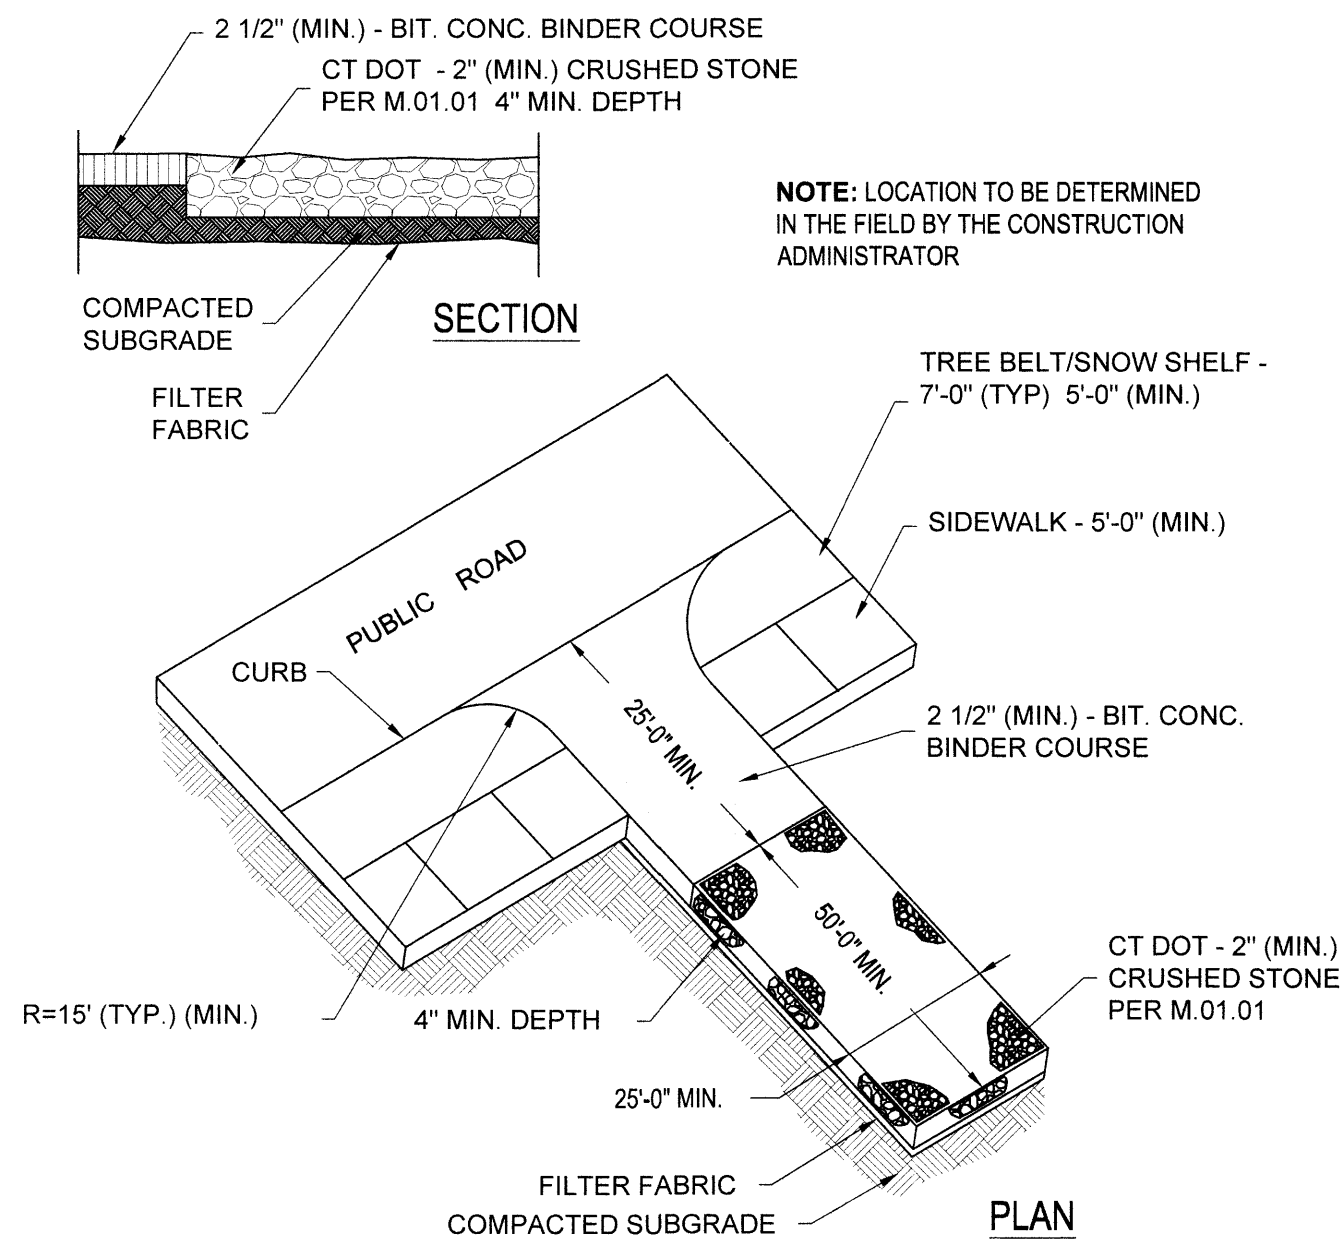 2 1/2" (MIN.) - BIT. CONC. BINDER COURSE
CT DOT - 2" (MIN.) CRUSHED STONE
PER M.01.01 4" MIN. DEPTH
NOTE: LOCATION TO BE DETERMINED
IN THE FIELD BY THE CONSTRUCTION
ADMINISTRATOR
COMPACTED
SUBGRADE
SECTION
FILTER
FABRIC
TREE BELT/SNOW SHELF -
7'-0" (TYP) 5'-0" (MIN.)
SIDEWALK - 5'-0" (MIN.)
PUBLIC ROAD
CURB
25'-0" MIN.
2 1/2" (MIN.) - BIT. CONC.
BINDER COURSE
50'-0" MIN.
CT DOT - 2" (MIN.)
CRUSHED STONE
PER M.01.01
R=15' (TYP.) (MIN.)
4" MIN. DEPTH
25'-0" MIN.
FILTER FABRIC
COMPACTED SUBGRADE
PLAN